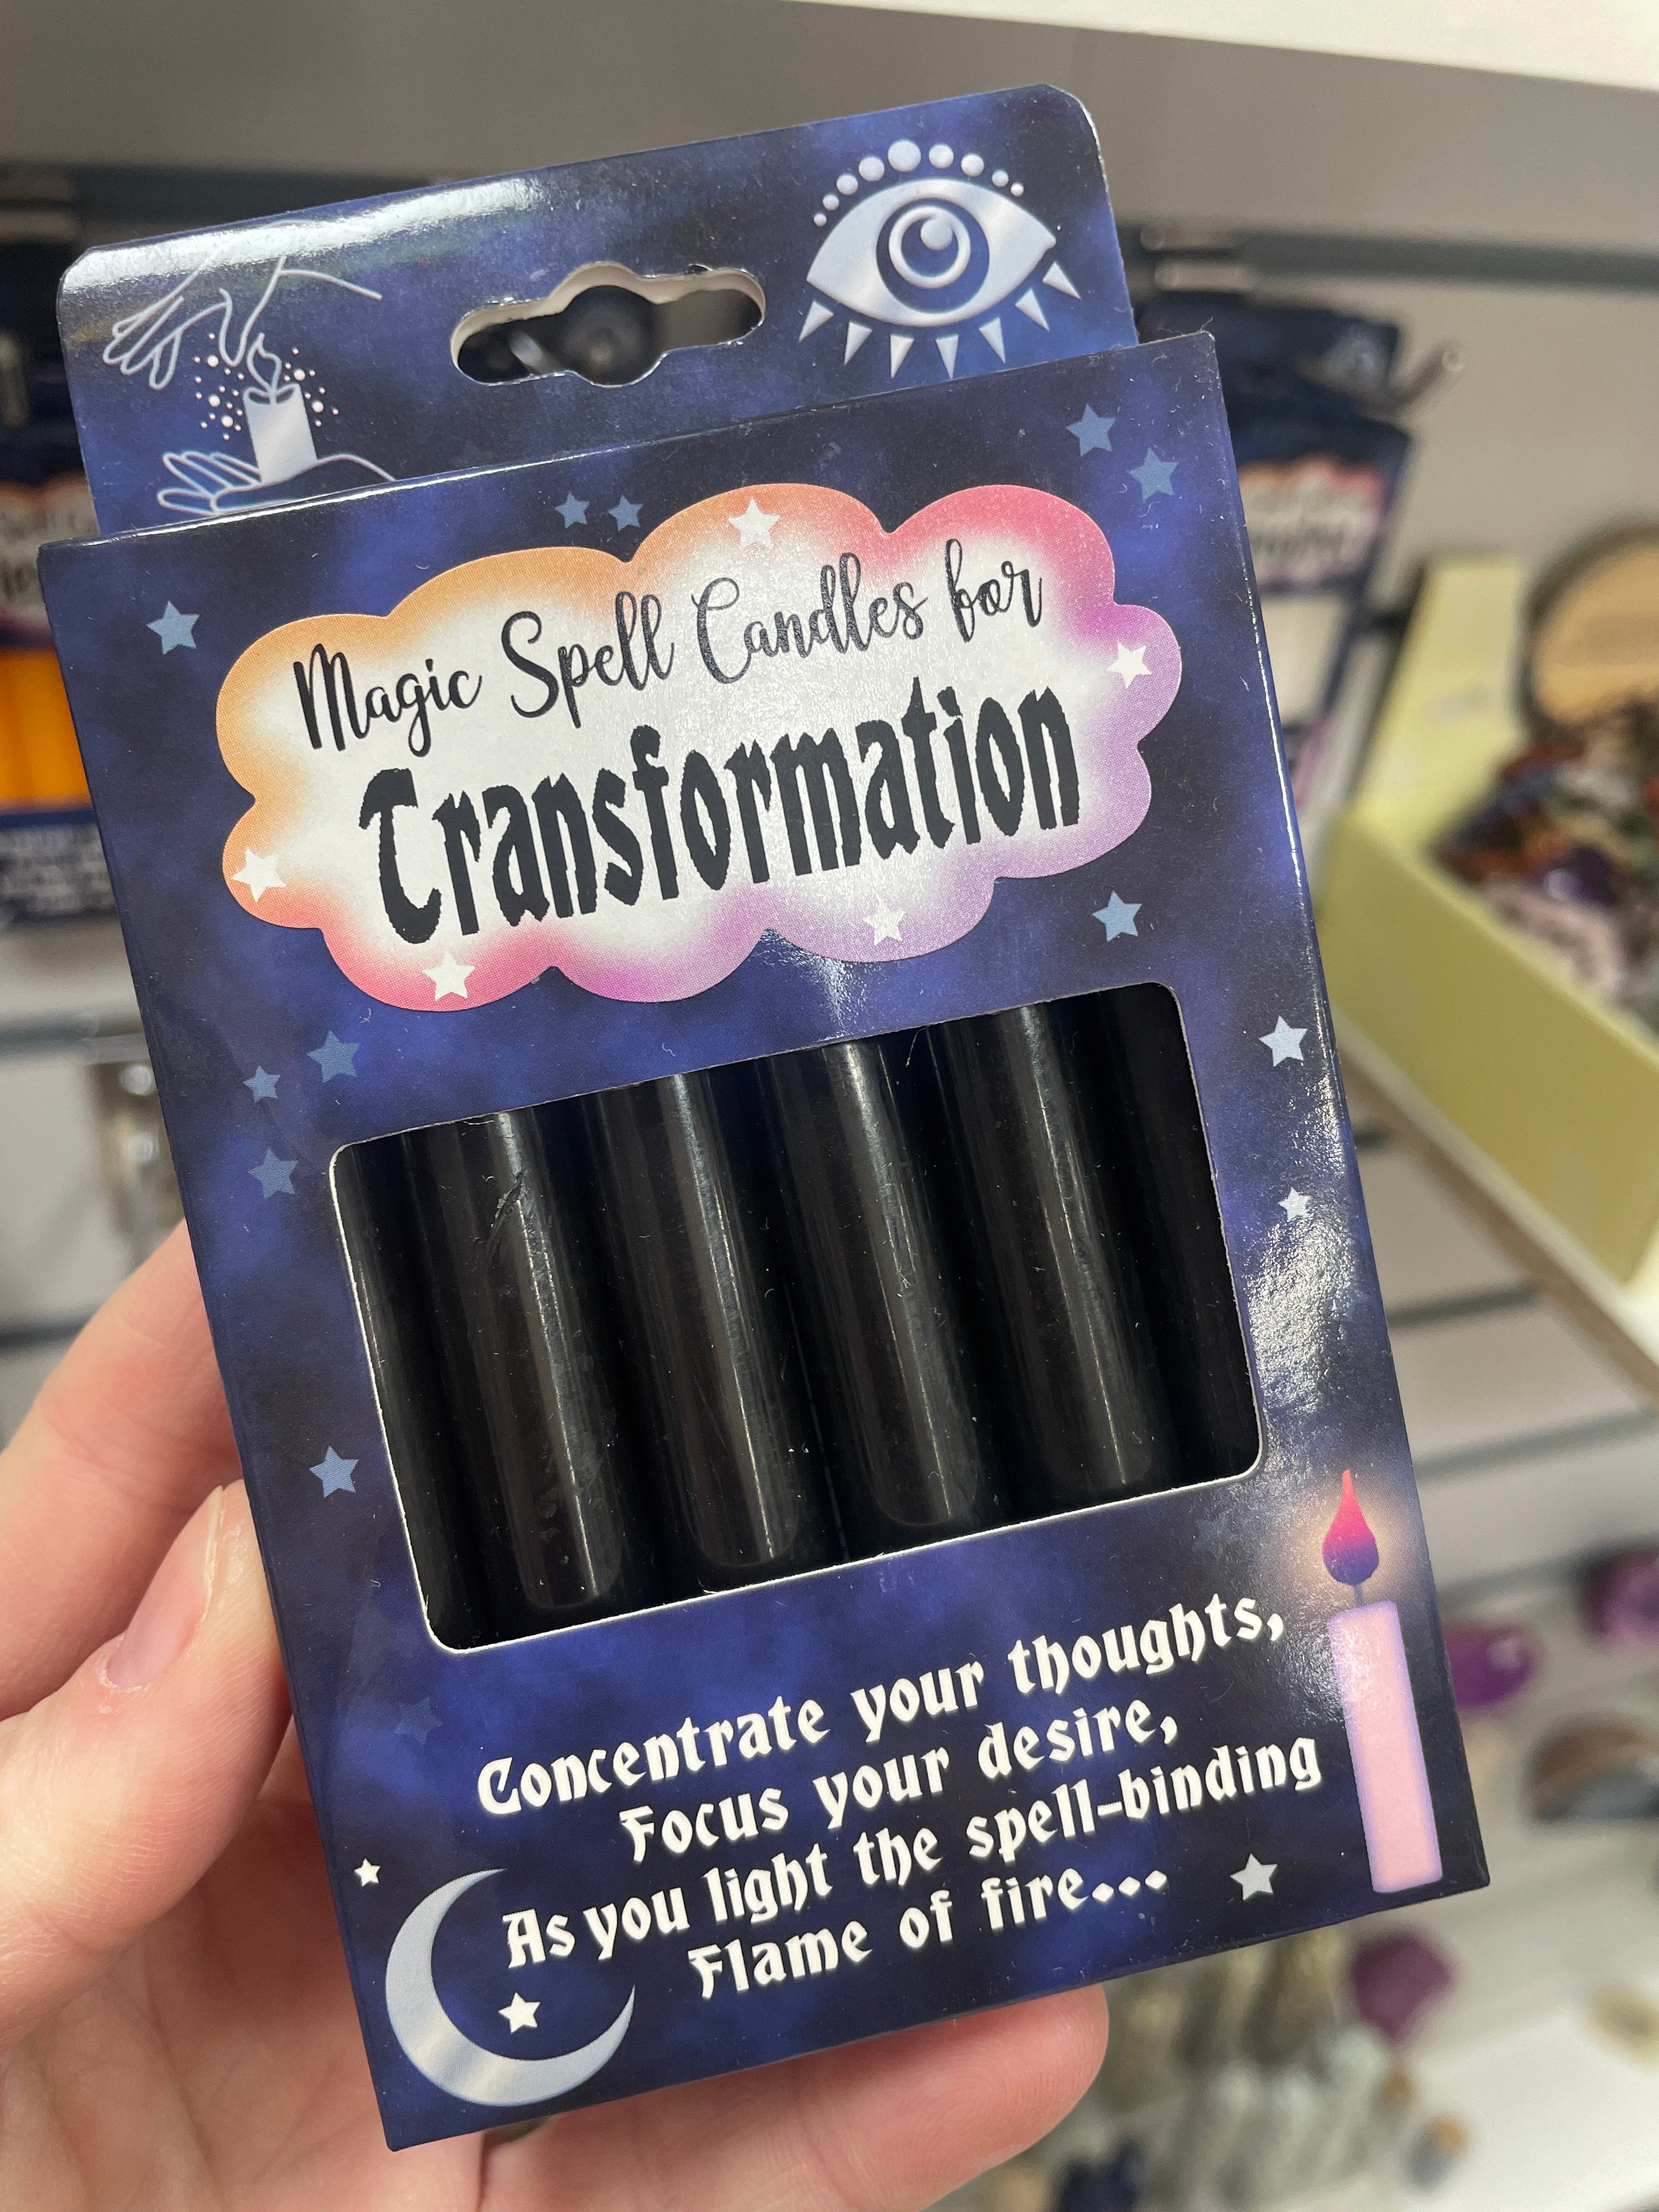 Magic Spell Candles for
Transformation
Concentrate your thoughts,
Focus your desire,
As you light the spell-binding
Flame of fire...